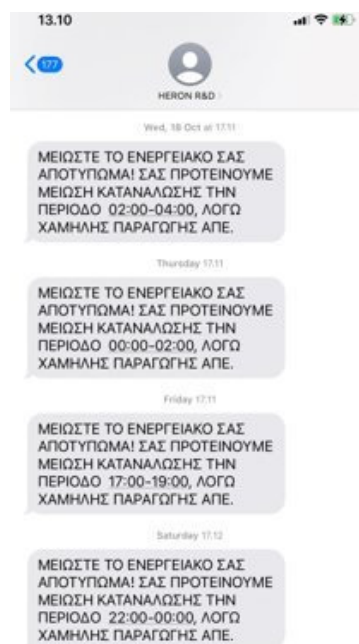 13.10
177
HERON R&D
Wed, 18 Oct at 17.11
ΜΕΙΩΣΤΕ ΤΟ ΕΝΕΡΓΕΙΑΚΟ ΣΑΣ
ΑΠΟΤΥΠΩΜΑ! ΣΑΣ ΠΡΟΤΕΙΝΟΥΜΕ
ΜΕΙΩΣΗ ΚΑΤΑΝΑΛΩΣΗΣ ΤΗΝ
ΠΕΡΙΟΔΟ 02:00-04:00, ΛΟΓΩ
ΧΑΜΗΛΗΣ ΠΑΡΑΓΩΓΗΣ ΑΠΕ.
Thursday 17.11
ΜΕΙΩΣΤΕ ΤΟ ΕΝΕΡΓΕΙΑΚΟ ΣΑΣ
ΑΠΟΤΥΠΩΜΑ! ΣΑΣ ΠΡΟΤΕΙΝΟΥΜΕ
ΜΕΙΩΣΗ ΚΑΤΑΝΑΛΩΣΗΣ ΤΗΝ
ΠΕΡΙΟΔΟ 00:00-02:00, ΛΟΓΩ
ΧΑΜΗΛΗΣ ΠΑΡΑΓΩΓΗΣ ΑΠΕ.
Friday 17.11
ΜΕΙΩΣΤΕ ΤΟ ΕΝΕΡΓΕΙΑΚΟ ΣΑΣ
ΑΠΟΤΥΠΩΜΑ! ΣΑΣ ΠΡΟΤΕΙΝΟΥΜΕ
ΜΕΙΩΣΗ ΚΑΤΑΝΑΛΩΣΗΣ ΤΗΝ
ΠΕΡΙΟΔΟ 17:00-19:00, ΛΟΓΩ
ΧΑΜΗΛΗΣ ΠΑΡΑΓΩΓΗΣ ΑΠΕ.
Saturday 17.12
ΜΕΙΩΣΤΕ ΤΟ ΕΝΕΡΓΕΙΑΚΟ ΣΑΣ
ΑΠΟΤΥΠΩΜΑ! ΣΑΣ ΠΡΟΤΕΙΝΟΥΜΕ
ΜΕΙΩΣΗ ΚΑΤΑΝΑΛΩΣΗΣ ΤΗΝ
ΠΕΡΙΟΔΟ 22:00-00:00, ΛΟΓΩ
ΧΑΜΗΛΗΣ ΠΑΡΑΓΩΓΗΣ ΑΠΕ.